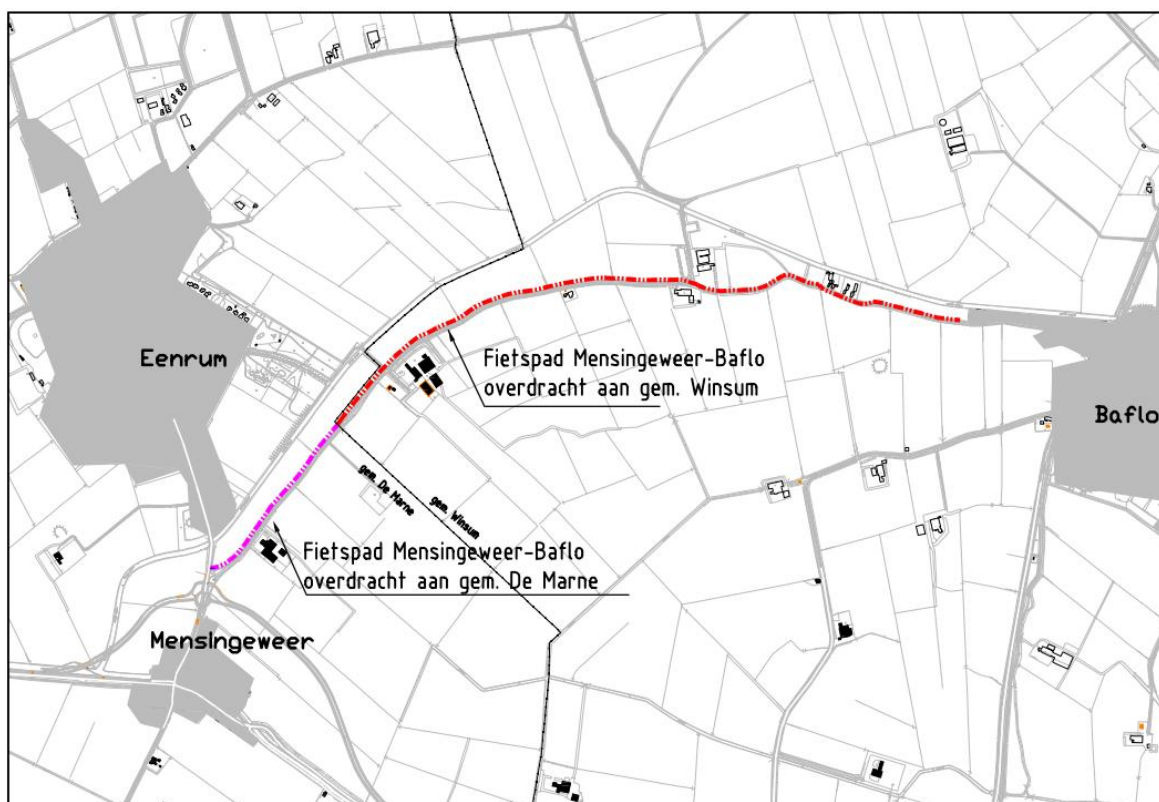 Eenrum
Fietspad Mensingeweer-Baflo
overdracht aan gem. Winsum
Baflo
gem. De Marne
gem. Winsum
Fietspad Mensingeweer-Baflo
overdracht aan gem. De Marne
Mensingeweer